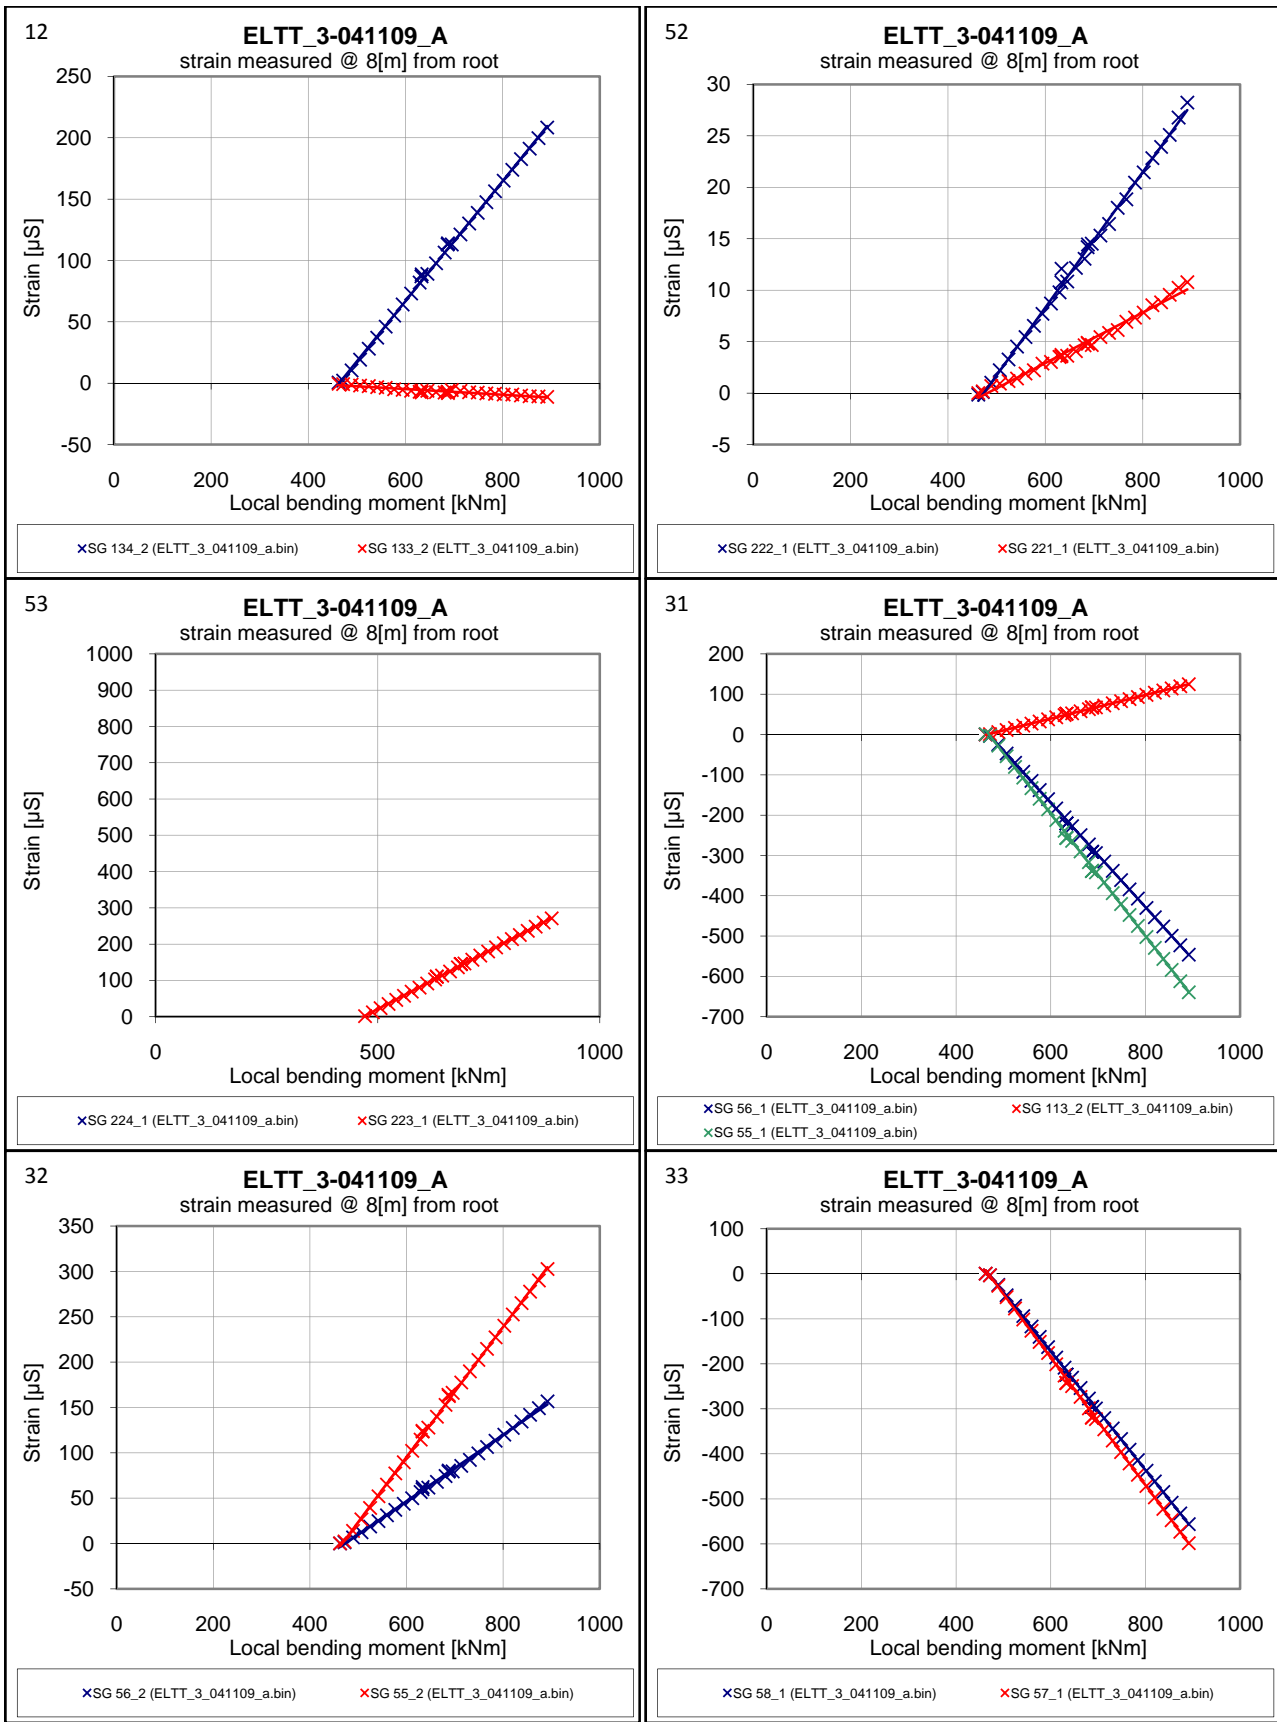 12
ELTT_3-041109_A
strain measured @ 8[m] from root
250
200
150
100
50
0
-50
Strain [µS]
0 200 400 600 800 1000
Local bending moment [kNm]
SG 134_2 (ELTT_3_041109_a.bin) SG 133_2 (ELTT_3_041109_a.bin)
52
ELTT_3-041109_A
strain measured @ 8[m] from root
30
25
20
15
10
5
0
-5
Strain [µS]
0 200 400 600 800 1000
Local bending moment [kNm]
SG 222_1 (ELTT_3_041109_a.bin) SG 221_1 (ELTT_3_041109_a.bin)
53
ELTT_3-041109_A
strain measured @ 8[m] from root
1000
900
800
700
600
500
400
300
200
100
0
Strain [µS]
0 500 1000
Local bending moment [kNm]
SG 224_1 (ELTT_3_041109_a.bin) SG 223_1 (ELTT_3_041109_a.bin)
31
ELTT_3-041109_A
strain measured @ 8[m] from root
200
100
0
-100
-200
-300
-400
-500
-600
-700
Strain [µS]
0 200 400 600 800 1000
Local bending moment [kNm]
SG 56_1 (ELTT_3_041109_a.bin) SG 113_2 (ELTT_3_041109_a.bin)
SG 55_1 (ELTT_3_041109_a.bin)
32
ELTT_3-041109_A
strain measured @ 8[m] from root
350
300
250
200
150
100
50
0
-50
Strain [µS]
0 200 400 600 800 1000
Local bending moment [kNm]
SG 56_2 (ELTT_3_041109_a.bin) SG 55_2 (ELTT_3_041109_a.bin)
33
ELTT_3-041109_A
strain measured @ 8[m] from root
100
0
-100
-200
-300
-400
-500
-600
-700
Strain [µS]
0 200 400 600 800 1000
Local bending moment [kNm]
SG 58_1 (ELTT_3_041109_a.bin) SG 57_1 (ELTT_3_041109_a.bin)